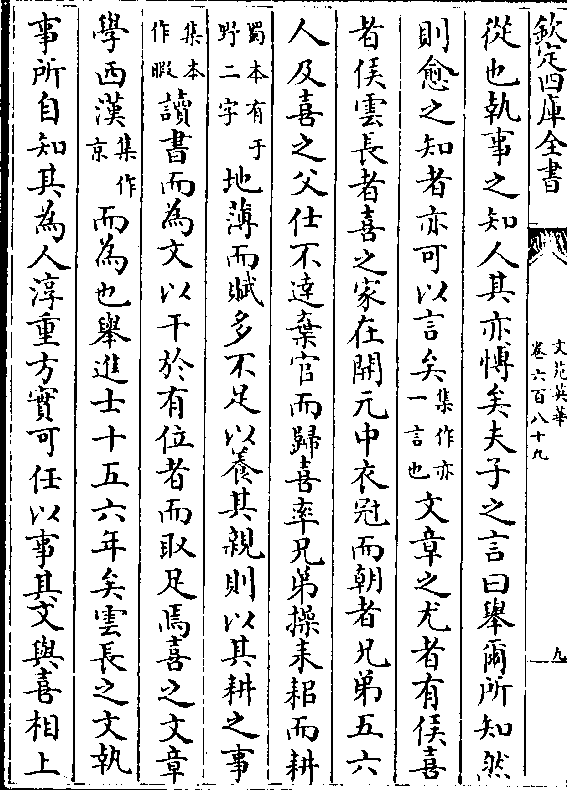 欽定四庫全書
文苑英華
卷六百八十九
九
從也執事之知人其亦博矣夫子之言曰舉爾所知然
則愈之知者亦可以言矣集作亦一言也文章之尤者有侯喜
者侯雲長者喜之家在開元中衣冠而朝者兄弟五六
人及喜之父仕不達棄官而歸喜率兄弟操耒耜而耕
蜀本有于野二字地薄而賦多不足以養其親則以其耕之事
集本作暇讀書而為文以干於有位者而取足焉喜之文章
學西漢集作京而為也舉進士十五六年矣雲長之文執
事所自知其為人淳重方實可任以事其文與喜相上